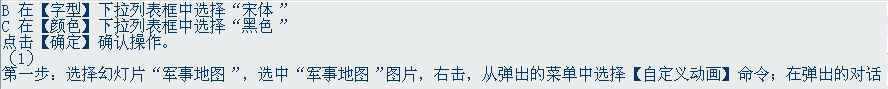 B 在【字型】下拉列表框中选择“宋体 ”
C 在【颜色】下拉列表框中选择“黑色 ”
点击【确定】确认操作。
(1)
第一步：选择幻灯片“军事地图 ”，选中“军事地图 ”图片，右击，从弹出的菜单中选择【自定义动画】命令；在弹出的对话